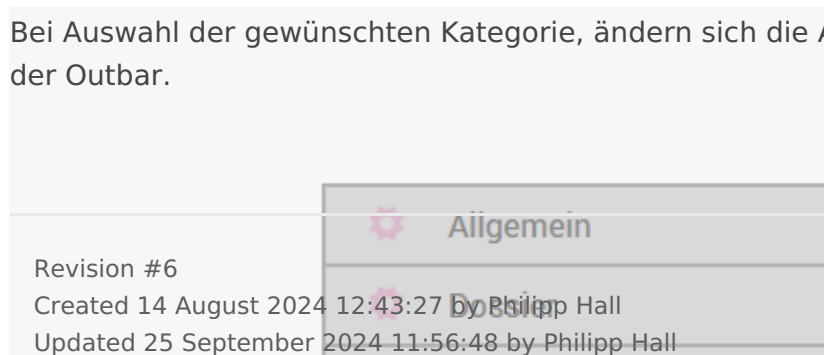 Bei Auswahl der gewünschten Kategorie, ändern sich die
der Outbar.
Allgemein
Revision #6
Dossier
Created 14 August 2024 12:43:27 by Philipp Hall
Updated 25 September 2024 11:56:48 by Philipp Hall